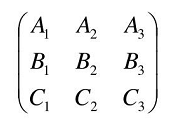 A₁ A₂ A₃
B₁ B₂ B₃
C₁ C₂ C₃